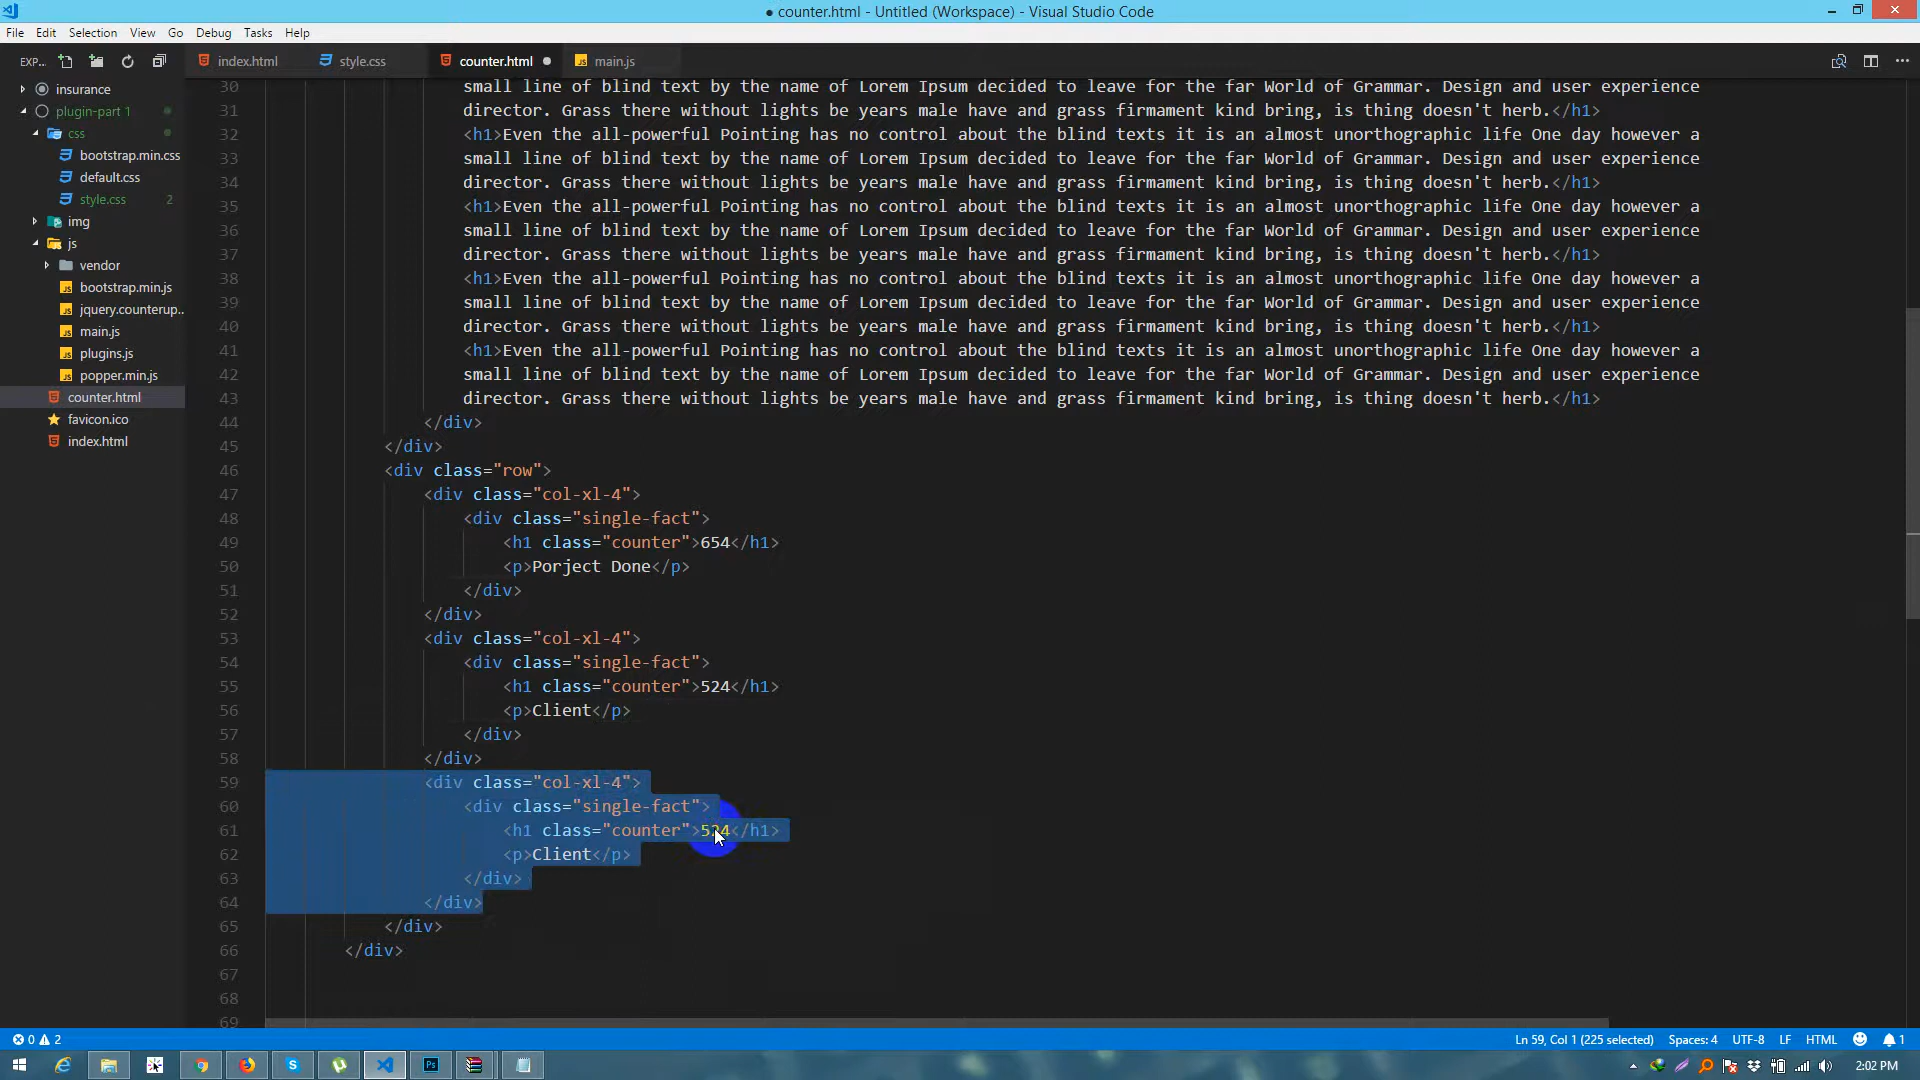 ● counter.html - Untitled (Workspace) - Visual Studio Code
File Edit Selection View Go Debug Tasks Help
EXP... index.html style.css counter.html main.js
insurance
plugin-part 1
css
bootstrap.min.css
default.css
style.css 2
img
js
vendor
bootstrap.min.js
jquery.counterup..
main.js
plugins.js
popper.min.js
counter.html
favicon.ico
index.html
30 small line of blind text by the name of Lorem Ipsum decided to leave for the far World of Grammar. Design and user experience
31 director. Grass there without lights be years male have and grass firmament kind bring, is thing doesn't herb.</h1>
32 <h1>Even the all-powerful Pointing has no control about the blind texts it is an almost unorthographic life One day however a
33 small line of blind text by the name of Lorem Ipsum decided to leave for the far World of Grammar. Design and user experience
34 director. Grass there without lights be years male have and grass firmament kind bring, is thing doesn't herb.</h1>
35 <h1>Even the all-powerful Pointing has no control about the blind texts it is an almost unorthographic life One day however a
36 small line of blind text by the name of Lorem Ipsum decided to leave for the far World of Grammar. Design and user experience
37 director. Grass there without lights be years male have and grass firmament kind bring, is thing doesn't herb.</h1>
38 <h1>Even the all-powerful Pointing has no control about the blind texts it is an almost unorthographic life One day however a
39 small line of blind text by the name of Lorem Ipsum decided to leave for the far World of Grammar. Design and user experience
40 director. Grass there without lights be years male have and grass firmament kind bring, is thing doesn't herb.</h1>
41 <h1>Even the all-powerful Pointing has no control about the blind texts it is an almost unorthographic life One day however a
42 small line of blind text by the name of Lorem Ipsum decided to leave for the far World of Grammar. Design and user experience
43 director. Grass there without lights be years male have and grass firmament kind bring, is thing doesn't herb.</h1>
44 </div>
45 </div>
46 <div class="row">
47 <div class="col-xl-4">
48 <div class="single-fact">
49 <h1 class="counter">654</h1>
50 <p>Porject Done</p>
51 </div>
52 </div>
53 <div class="col-xl-4">
54 <div class="single-fact">
55 <h1 class="counter">524</h1>
56 <p>Client</p>
57 </div>
58 </div>
59 <div class="col-xl-4">
60 <div class="single-fact">
61 <h1 class="counter">524</h1>
62 <p>Client</p>
63 </div>
64 </div>
65 </div>
66 </div>
67
68
69
0 2 Ln 59, Col 1 (225 selected) Spaces: 4 UTF-8 LF HTML 1
2:02 PM